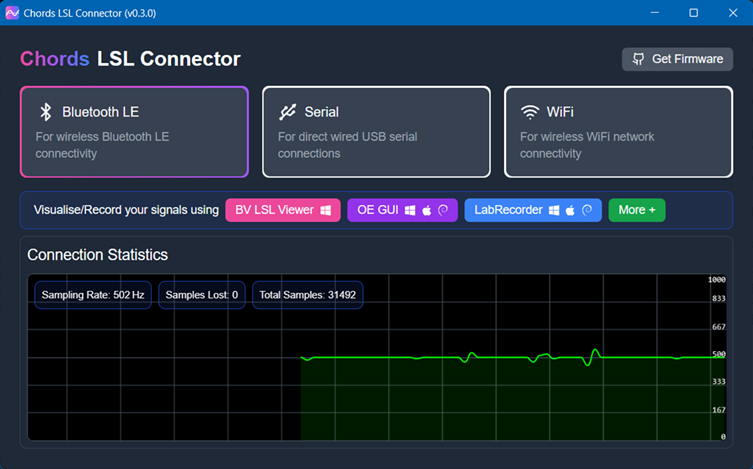 Chords LSL Connector (v0.3.0)
Chords LSL Connector
Get Firmware
Bluetooth LE
For wireless Bluetooth LE
connectivity
Serial
For direct wired USB serial
connections
WiFi
For wireless WiFi network
connectivity
Visualise/Record your signals using
BV LSL Viewer
OE GUI
LabRecorder
More +
Connection Statistics
Sampling Rate: 502 Hz
Samples Lost: 0
Total Samples: 31492
1000
833
667
500
333
167
0